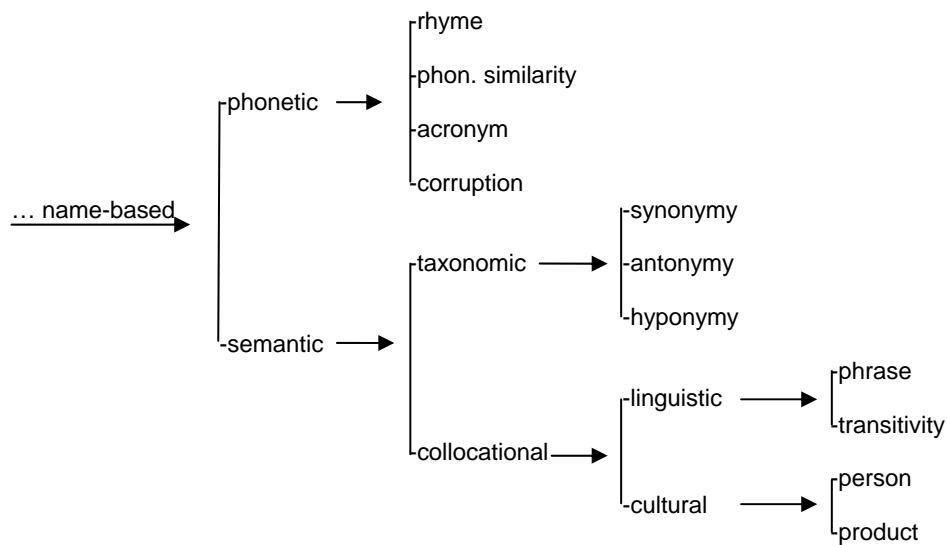 -rhyme
-phon. similarity
-phonetic
-acronym
-corruption
… name-based
-synonymy
-taxonomic
-antonymy
-hyponymy
-semantic
-phrase
-linguistic
-transitivity
-collocational
-person
-cultural
-product